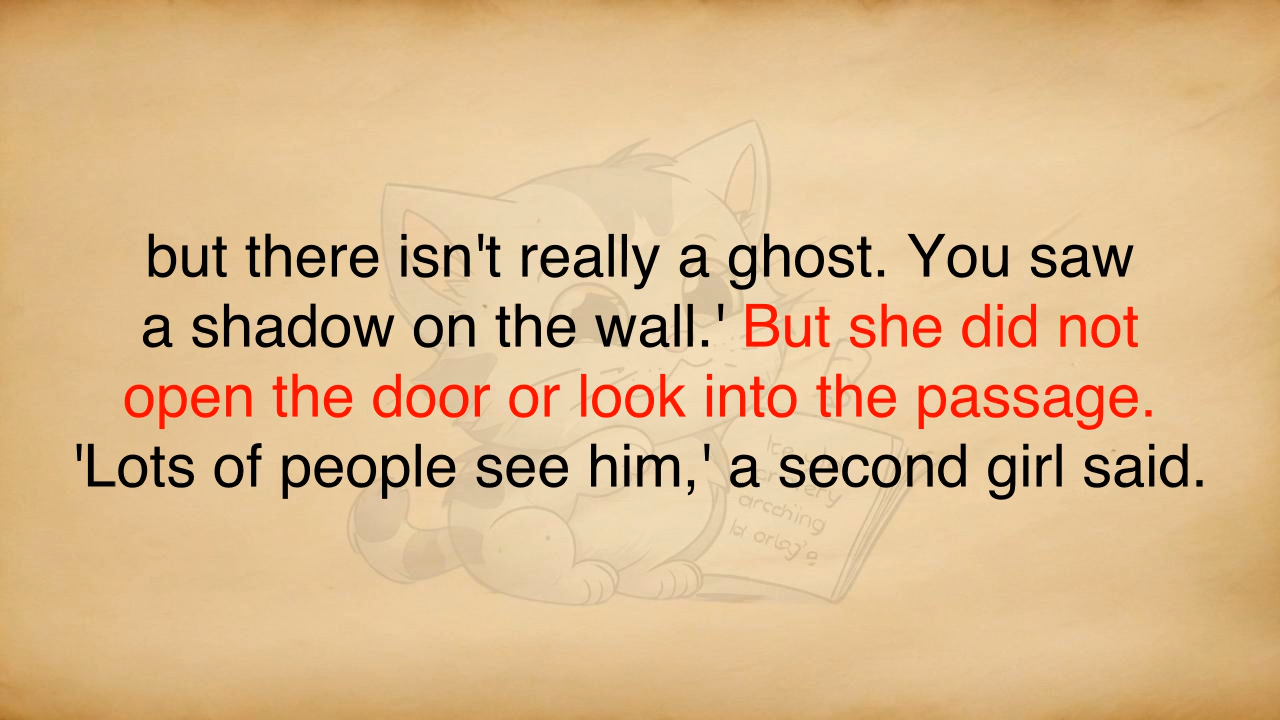 but there isn't really a ghost. You saw
a shadow on the wall.' But she did not
open the door or look into the passage.
'Lots of people see him,' a second girl said.
arcching